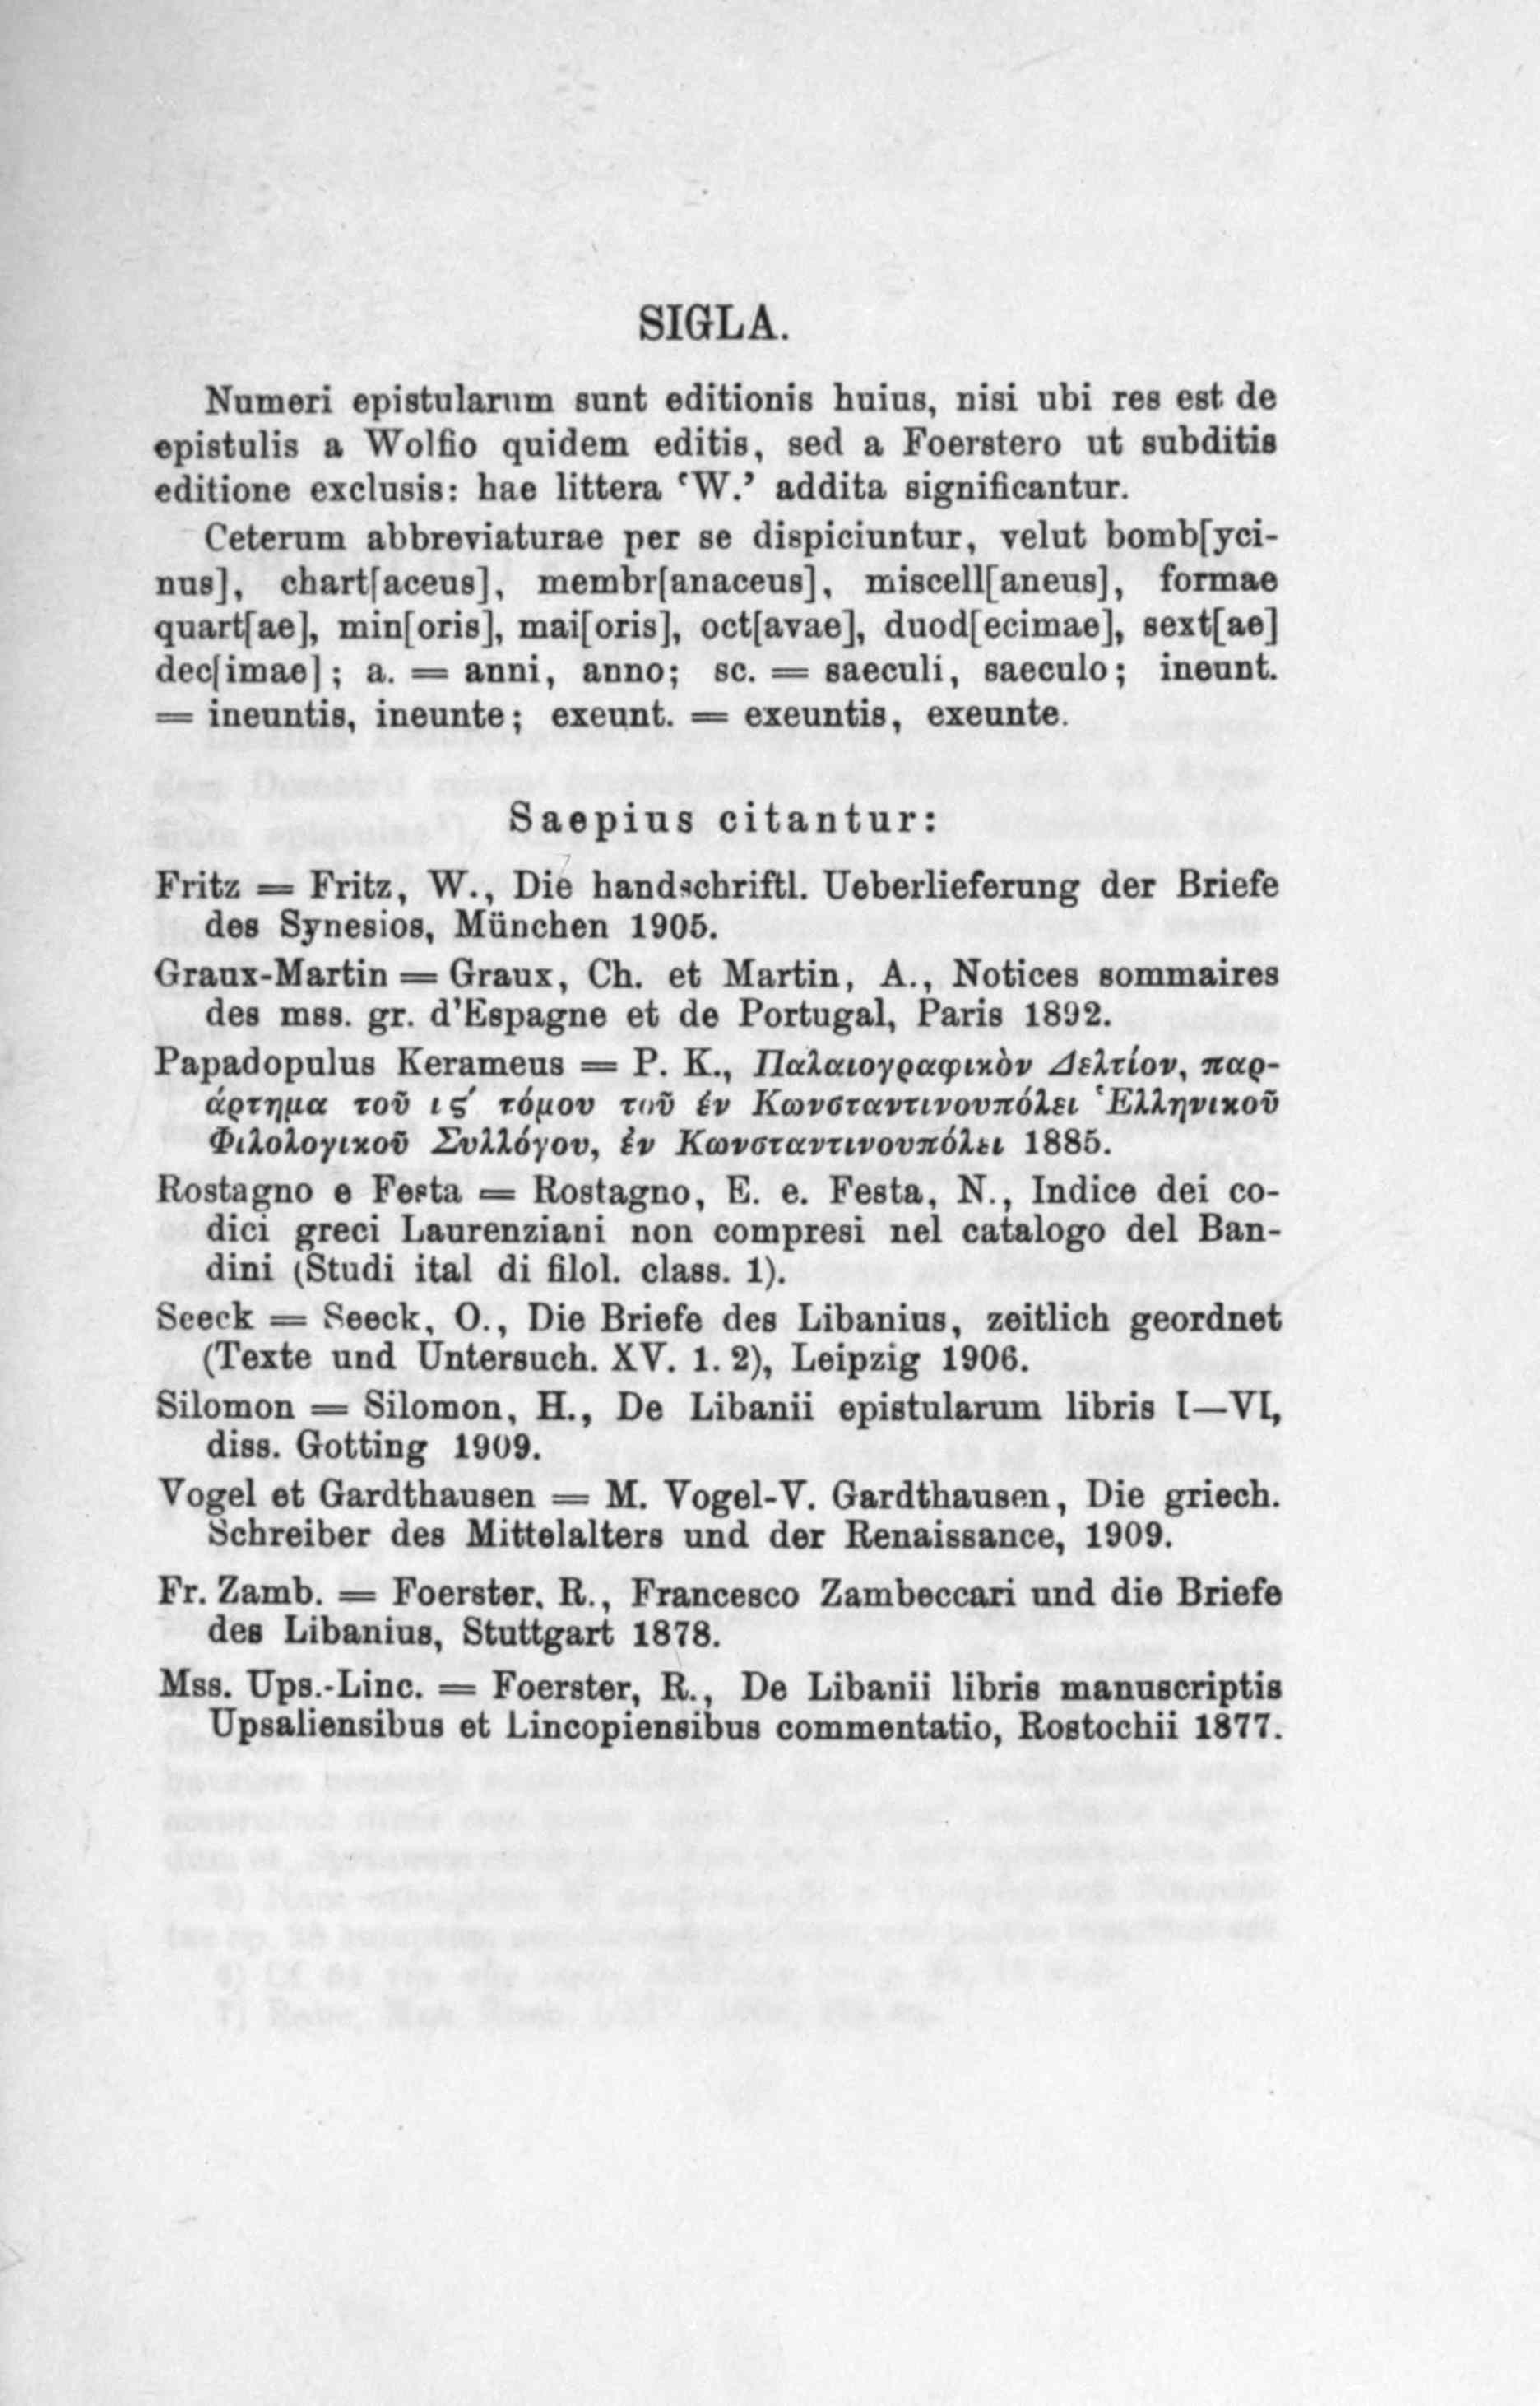 SIGLA.
Numeri epistularum sunt editionis huius, nisi ubi res est de
epistulis a Wolfio quidem editis, sed a Foerstero ut subditis
editione exclusis: hae littera ‘W.’ addita significantur.
Ceterum abbreviaturae per se dispiciuntur, velut bomb[yci-
nus], chart[aceus], membr[anaceus], miscell[aneus], formae
quart[ae], min[oris], mai[oris], oct[avae], duod[ecimae], sext[ae]
dec[imae]; a. = anni, anno; sc. = saeculi, saeculo; ineunt.
= ineuntis, ineunte; exeunt. = exeuntis, exeunte.
Saepius citantur:
Fritz = Fritz, W., Die handschriftl. Ueberlieferung der Briefe
des Synesios, München 1905.
Graux-Martin = Graux, Ch. et Martin, A., Notices sommaires
des mss. gr. d'Espagne et de Portugal, Paris 1892.
Papadopulus Kerameus = P. K., Παλαιογραφικὸν Δελτίον, παρ-
άρτημα τοῦ ις΄ τόμου τοῦ ἐν Κωνσταντινουπόλει Ἑλληνικοῦ
Φιλολογικοῦ Συλλόγου, ἐν Κωνσταντινουπόλει 1885.
Rostagno e Festa = Rostagno, E. e. Festa, N., Indice dei co-
dici greci Laurenziani non compresi nel catalogo del Ban-
dini (Studi ital di filol. class. 1).
Seeck = Seeck, O., Die Briefe des Libanius, zeitlich geordnet
(Texte und Untersuch. XV. 1. 2), Leipzig 1906.
Silomon = Silomon, H., De Libanii epistularum libris I—VI,
diss. Gotting 1909.
Vogel et Gardthausen = M. Vogel-V. Gardthausen, Die griech.
Schreiber des Mittelalters und der Renaissance, 1909.
Fr. Zamb. = Foerster, R., Francesco Zambeccari und die Briefe
des Libanius, Stuttgart 1878.
Mss. Ups.-Linc. = Foerster, R., De Libanii libris manuscriptis
Upsaliensibus et Lincopiensibus commentatio, Rostochii 1877.